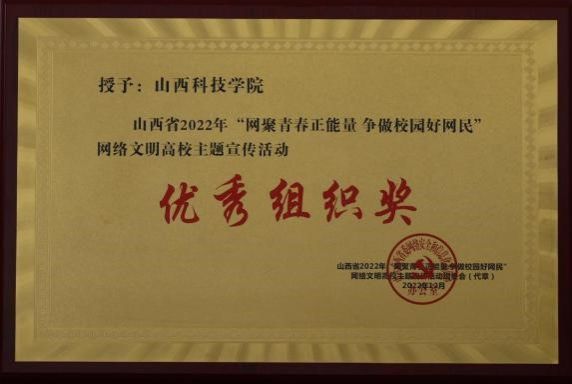 授予：山西科技学院
山西省2022年“网聚青春正能量 争做校园好网民”
网络文明高校主题宣传活动
优秀组织奖
山西省2022年“网聚青春正能量 争做校园好网民”
网络文明高校主题宣传活动组委会（代章）
2022年12月
办公室